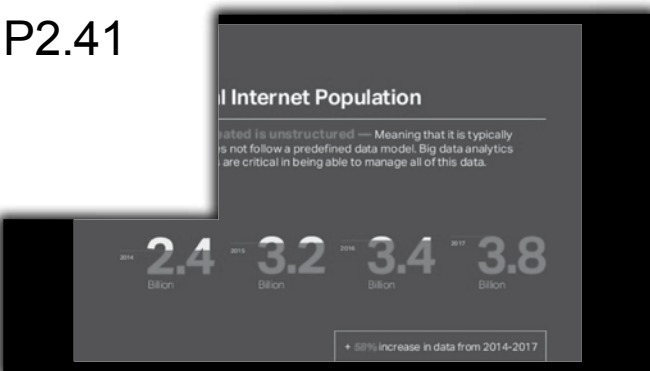 P2.41
l Internet Population
eated is unstructured — Meaning that it is typically
es not follow a predefined data model. Big data analytics
s are critical in being able to manage all of this data.
2014 2.4 2015 3.2 2016 3.4 2017 3.8
Billion Billion Billion Billion
+ 58% increase in data from 2014-2017